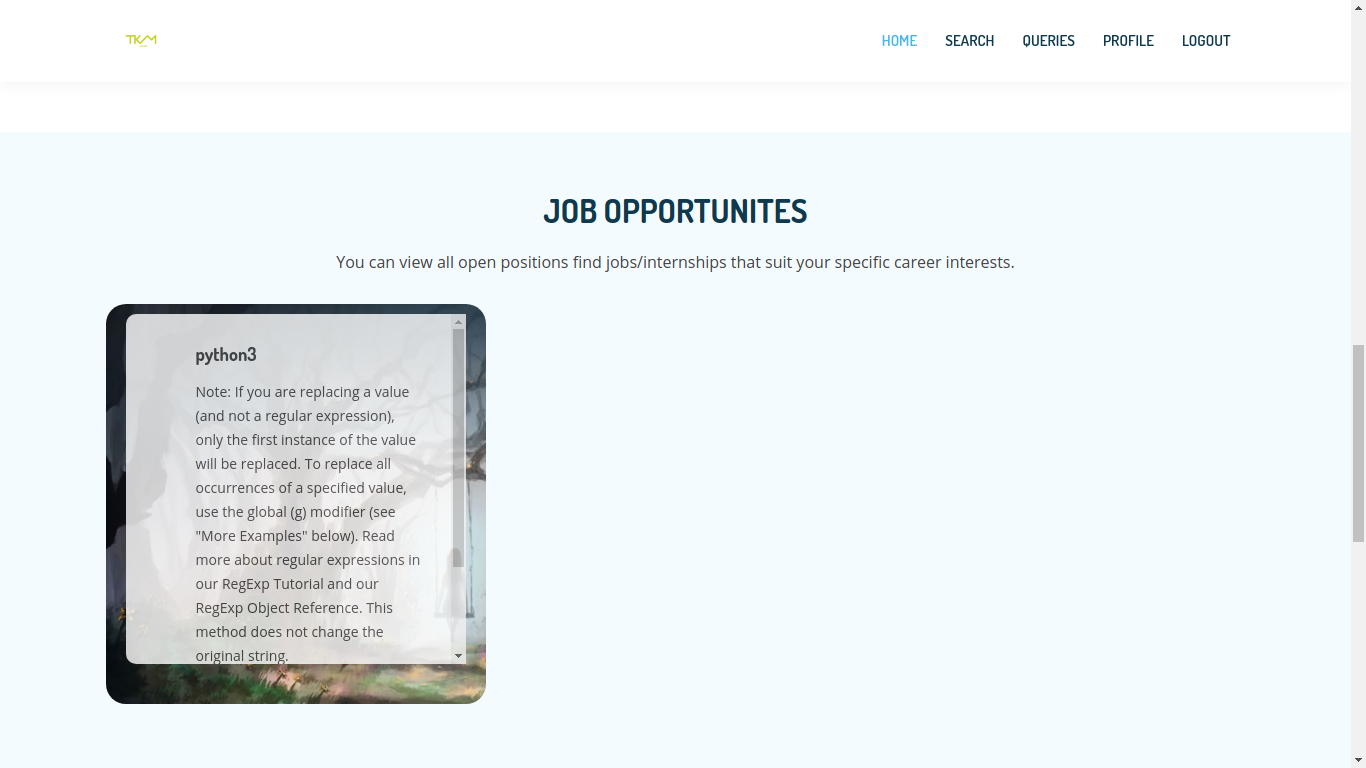 TKM
HOME SEARCH QUERIES PROFILE LOGOUT
JOB OPPORTUNITES
You can view all open positions find jobs/internships that suit your specific career interests.
python3
Note: If you are replacing a value
(and not a regular expression),
only the first instance of the value
will be replaced. To replace all
occurrences of a specified value,
use the global (g) modifier (see
"More Examples" below). Read
more about regular expressions in
our RegExp Tutorial and our
RegExp Object Reference. This
method does not change the
original string.